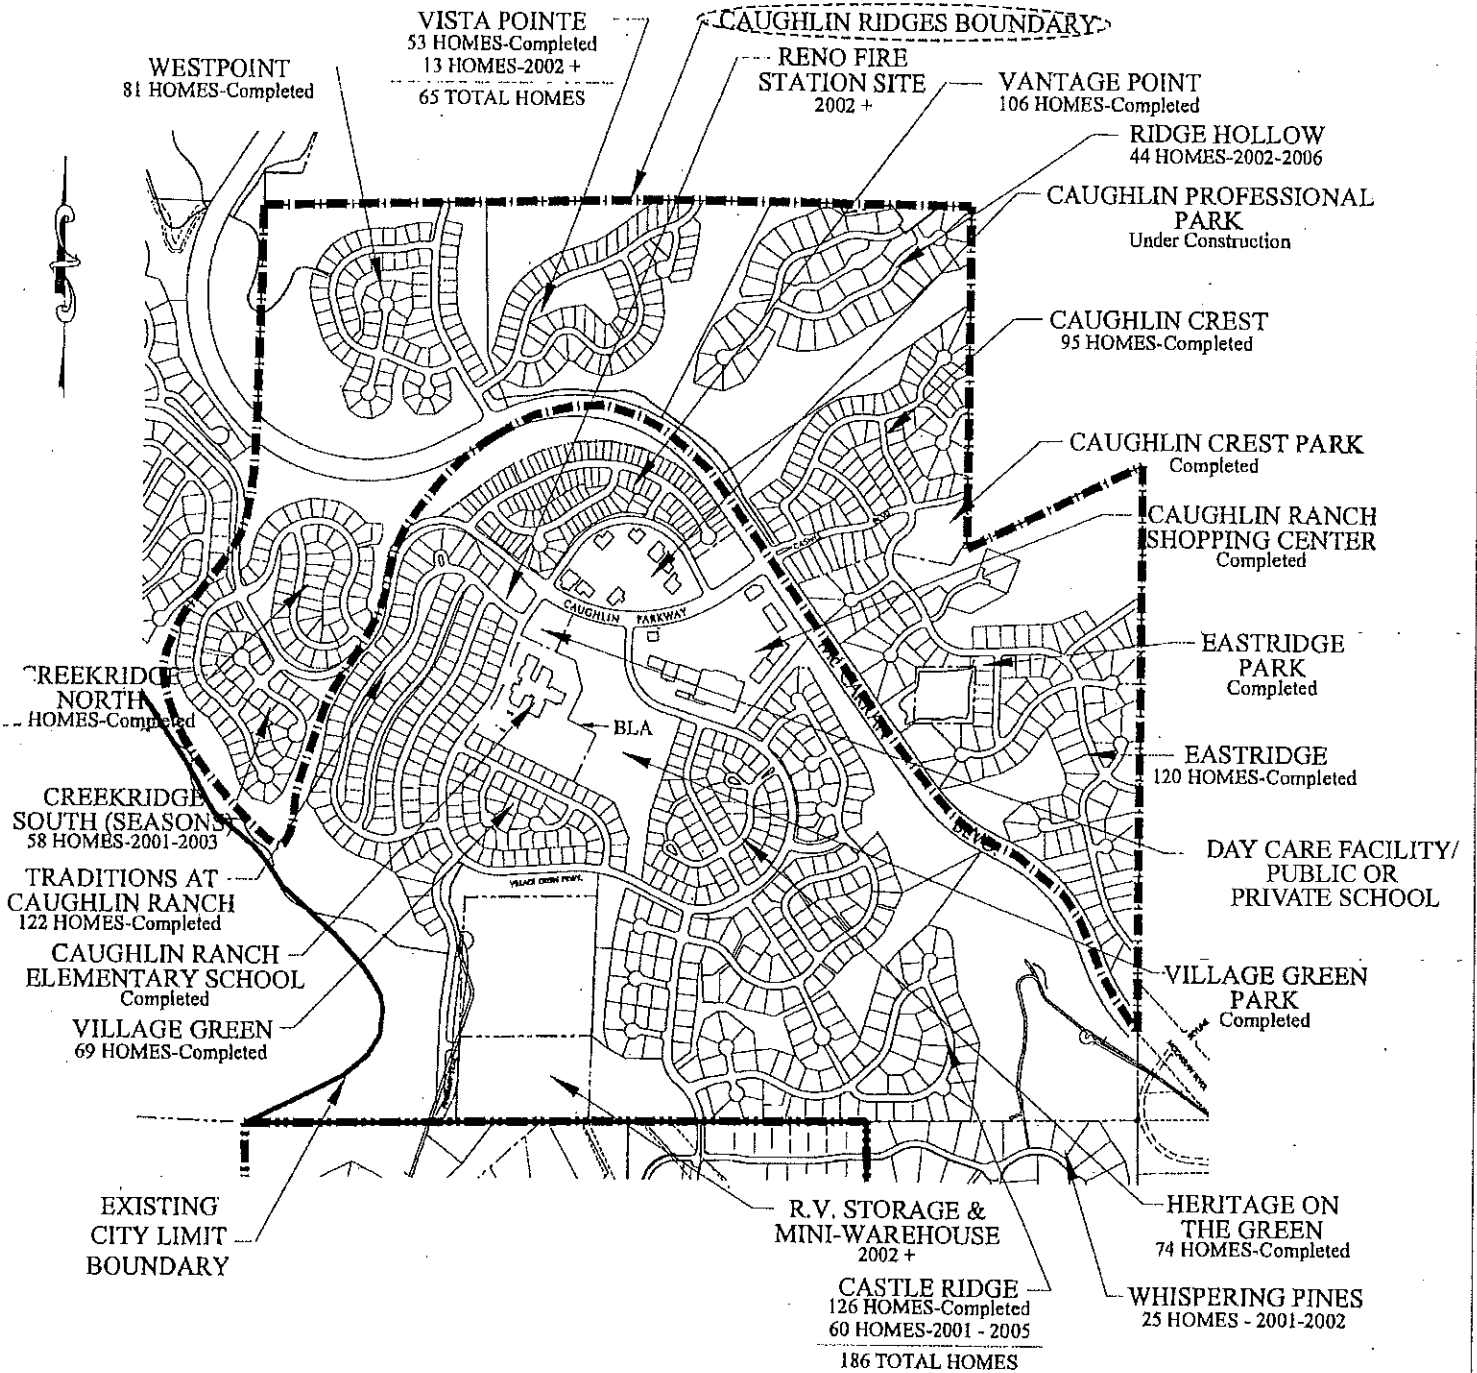 VISTA POINTE
53 HOMES-Completed
13 HOMES-2002 +
65 TOTAL HOMES
CAUGHLIN RIDGES BOUNDARY
RENO FIRE
STATION SITE
2002 +
WESTPOINT
81 HOMES-Completed
VANTAGE POINT
106 HOMES-Completed
RIDGE HOLLOW
44 HOMES-2002-2006
CAUGHLIN PROFESSIONAL
PARK
Under Construction
CAUGHLIN CREST
95 HOMES-Completed
CAUGHLIN CREST PARK
Completed
CAUGHLIN RANCH
SHOPPING CENTER
Completed
CAUGHLIN PARKWAY
EASTRIDGE
PARK
Completed
CREEKRIDGE
NORTH
HOMES-Completed
BLA
EASTRIDGE
120 HOMES-Completed
CREEKRIDGE
SOUTH (SEASONS)
58 HOMES-2001-2003
DAY CARE FACILITY/
PUBLIC OR
PRIVATE SCHOOL
TRADITIONS AT
CAUGHLIN RANCH
122 HOMES-Completed
VILLAGE GREEN PKWY.
CAUGHLIN RANCH
ELEMENTARY SCHOOL
Completed
VILLAGE GREEN
PARK
Completed
VILLAGE GREEN
69 HOMES-Completed
EXISTING
CITY LIMIT
BOUNDARY
R.V. STORAGE &
MINI-WAREHOUSE
2002 +
HERITAGE ON
THE GREEN
74 HOMES-Completed
CASTLE RIDGE
126 HOMES-Completed
60 HOMES-2001 - 2005
186 TOTAL HOMES
WHISPERING PINES
25 HOMES - 2001-2002